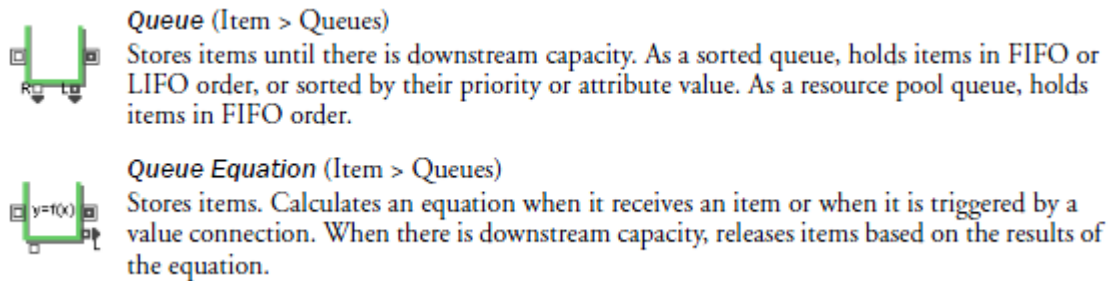 Queue (Item > Queues)
Stores items until there is downstream capacity. As a sorted queue, holds items in FIFO or
LIFO order, or sorted by their priority or attribute value. As a resource pool queue, holds
items in FIFO order.
R L
Queue Equation (Item > Queues)
Stores items. Calculates an equation when it receives an item or when it is triggered by a
y=f(x)
value connection. When there is downstream capacity, releases items based on the results of
L
the equation.